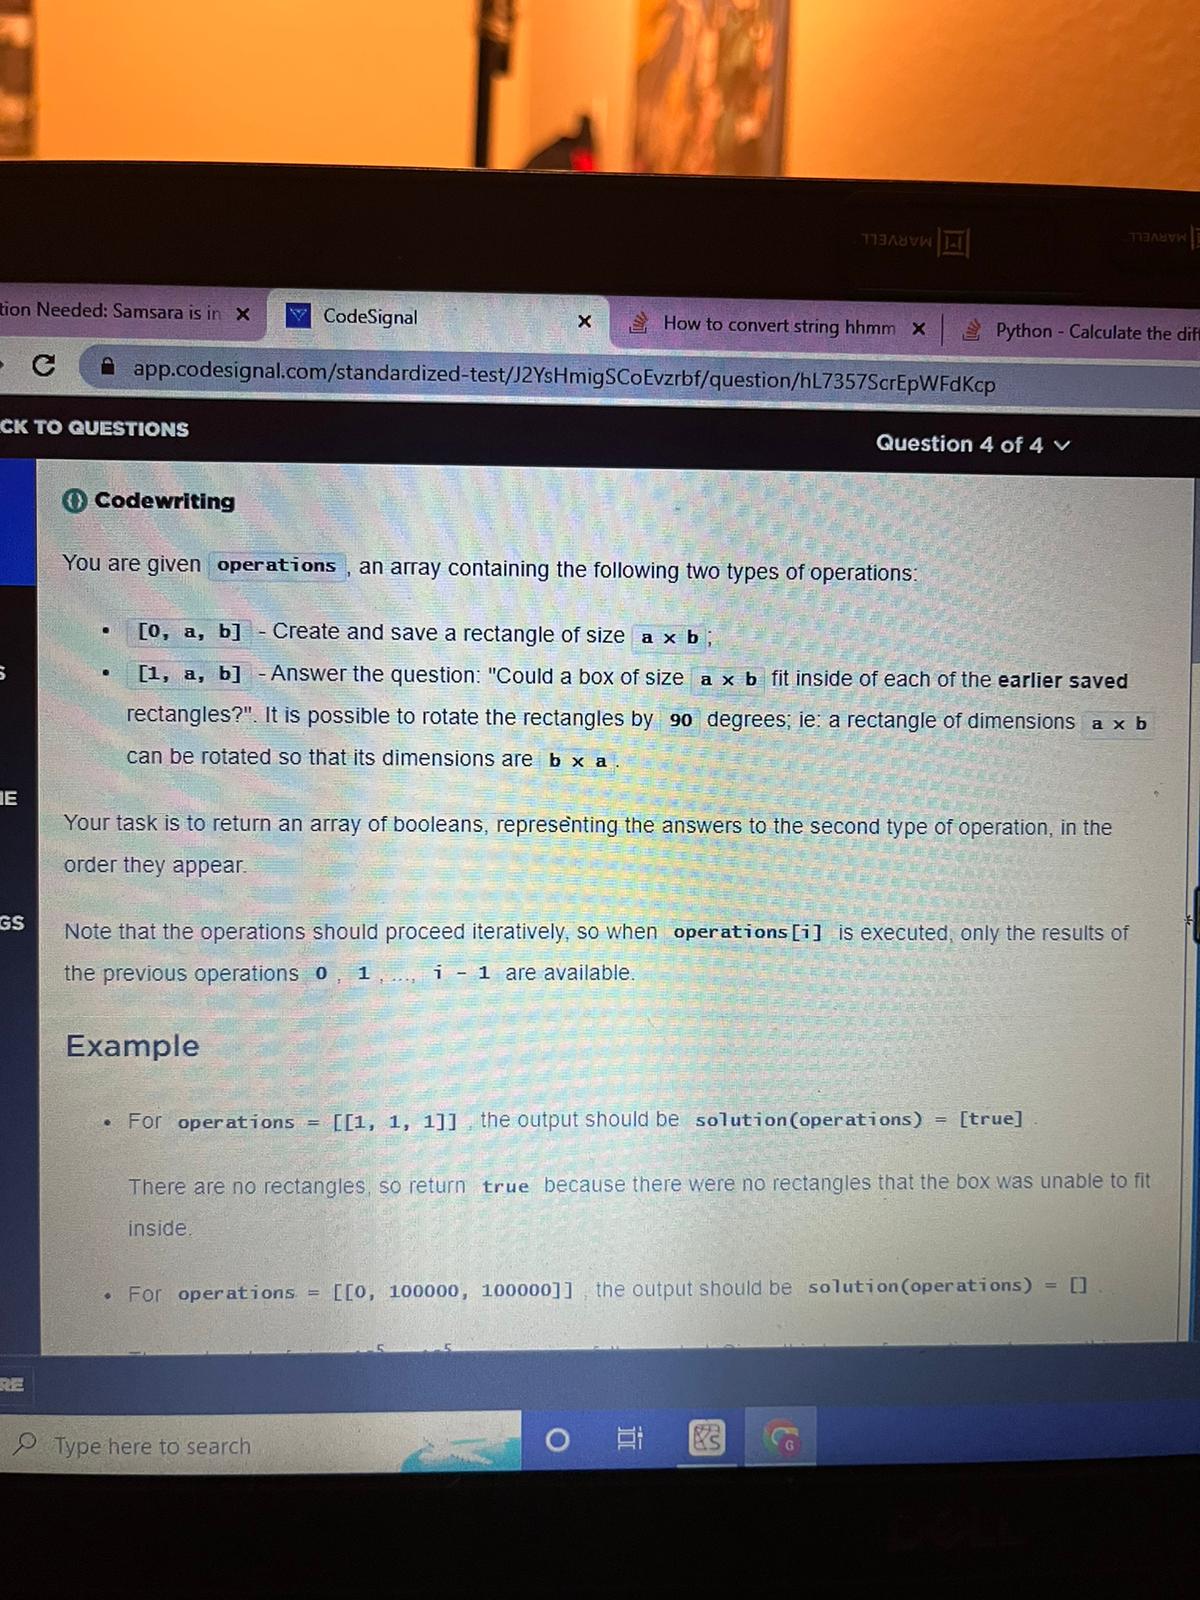 MARVELL
MARVELL
tion Needed: Samsara is in
CodeSignal
How to convert string hhmm
Python - Calculate the dif
app.codesignal.com/standardized-test/J2YsHmigSCoEvzrbf/question/hL7357ScrEpWFdKcp
CK TO QUESTIONS
Question 4 of 4
Codewriting
You are given operations , an array containing the following two types of operations:
• [0, a, b] - Create and save a rectangle of size a x b ;
• [1, a, b] - Answer the question: "Could a box of size a x b fit inside of each of the earlier saved
rectangles?". It is possible to rotate the rectangles by 90 degrees; ie: a rectangle of dimensions a x b
can be rotated so that its dimensions are b x a .
Your task is to return an array of booleans, representing the answers to the second type of operation, in the
order they appear.
Note that the operations should proceed iteratively, so when operations[i] is executed, only the results of
the previous operations 0 , 1 , ..., i - 1 are available.
Example
• For operations = [[1, 1, 1]] , the output should be solution(operations) = [true] .
There are no rectangles, so return true because there were no rectangles that the box was unable to fit
inside.
• For operations = [[0, 100000, 100000]] , the output should be solution(operations) = [] .
S
IE
GS
RE
Type here to search
G
DELL